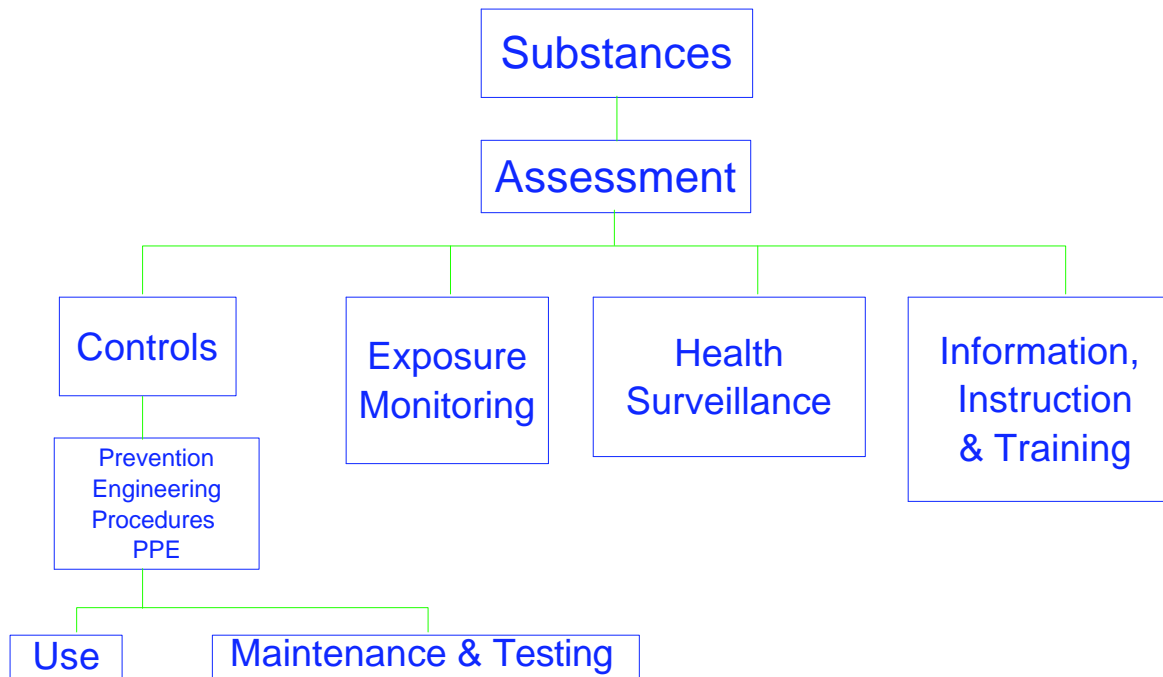 Substances
Assessment
Controls
Exposure
Monitoring
Health
Surveillance
Information,
Instruction
& Training
Prevention
Engineering
Procedures
PPE
Use
Maintenance & Testing